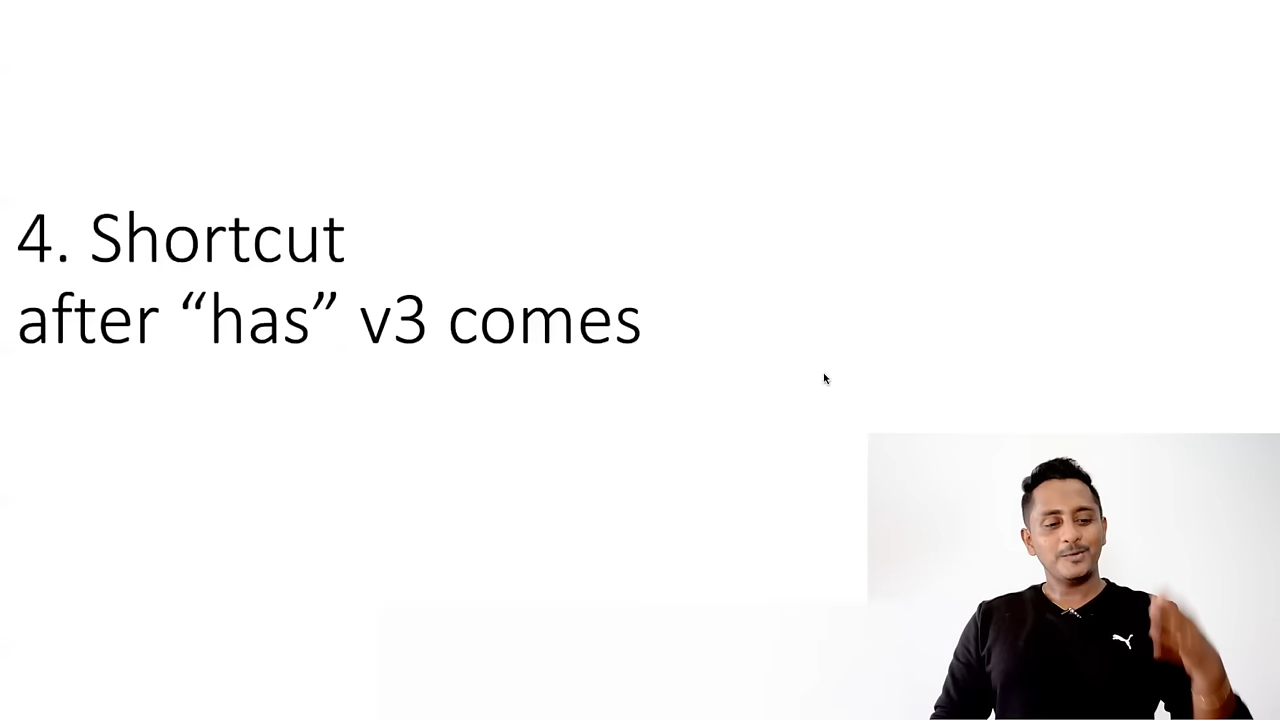 4. Shortcut
after “has” v3 comes